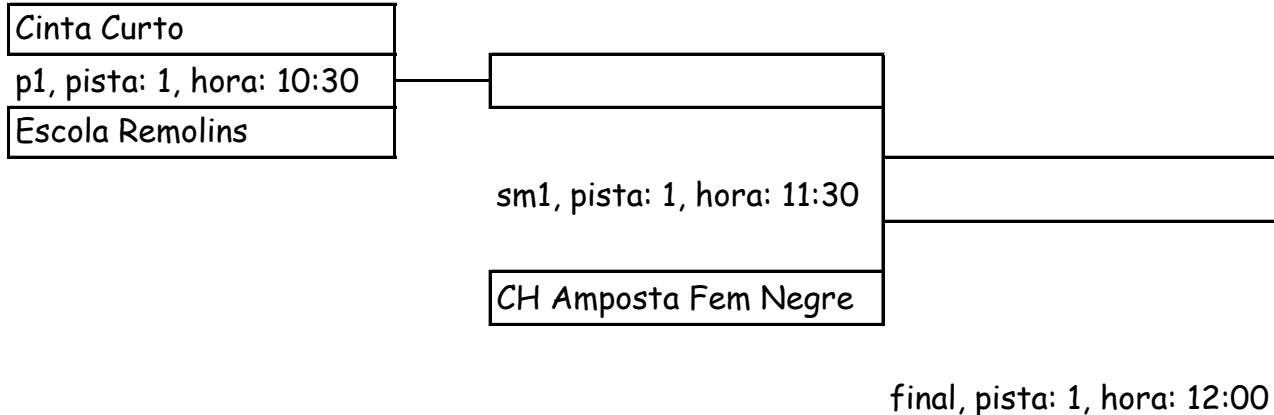 Cinta Curto
p1, pista: 1, hora: 10:30
Escola Remolins
sm1, pista: 1, hora: 11:30
CH Amposta Fem Negre
final, pista: 1, hora: 12:00